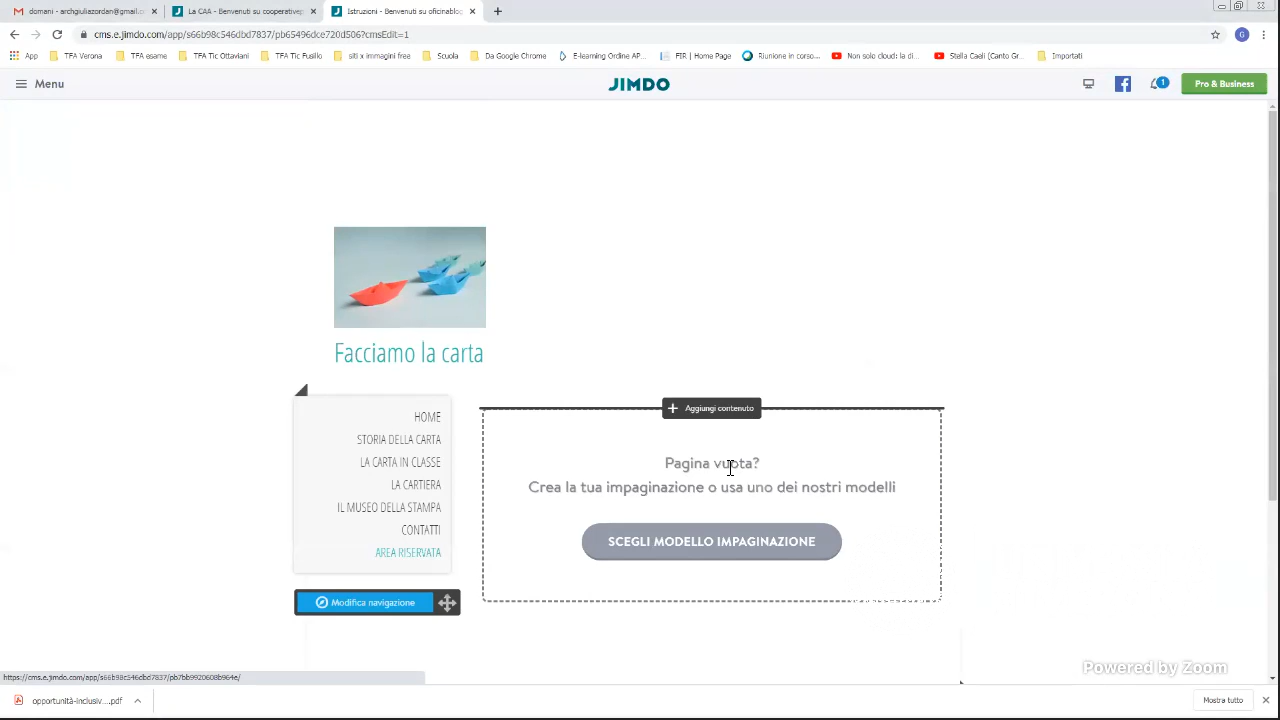 domani - archgiuliazordan@gmail.c
La CAA - Benvenuti su cooperativep
Istruzioni - Benvenuti su oficinablog
cms.e.jimdo.com/app/s66b98c546dbd7837/pb65496dce720d506?cmsEdit=1
G
App TFA Verona TFA esame TFA Tic Ottaviani TFA Tic Fusillo siti x immagini free Scuola Da Google Chrome E-learning Ordine AP... FIR | Home Page Riunione in corso... Non solo cloud: la di... Stella Caeli (Canto Gr... Importati
Menu
JIMDO
1
Pro & Business
Facciamo la carta
Aggiungi contenuto
HOME
STORIA DELLA CARTA
LA CARTA IN CLASSE
LA CARTIERA
IL MUSEO DELLA STAMPA
CONTATTI
AREA RISERVATA
Modifica navigazione
Pagina vuota?
Crea la tua impaginazione o usa uno dei nostri modelli
SCEGLI MODELLO IMPAGINAZIONE
Powered by Zoom
https://cms.e.jimdo.com/app/s66b98c546dbd7837/pb7bb9920608b964e/
opportunità-inclusiv....pdf
Mostra tutto